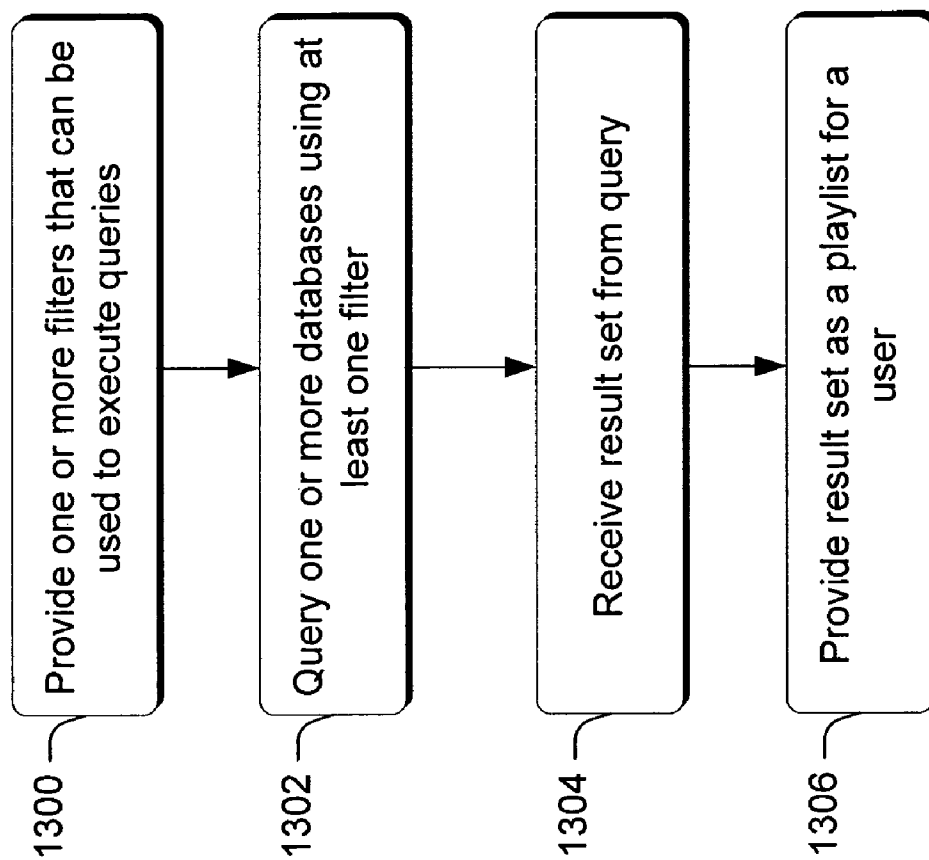 1300
Provide one or more filters that can be
used to execute queries
1302
Query one or more databases using at
least one filter
1304
Receive result set from query
1306
Provide result set as a playlist for a
user